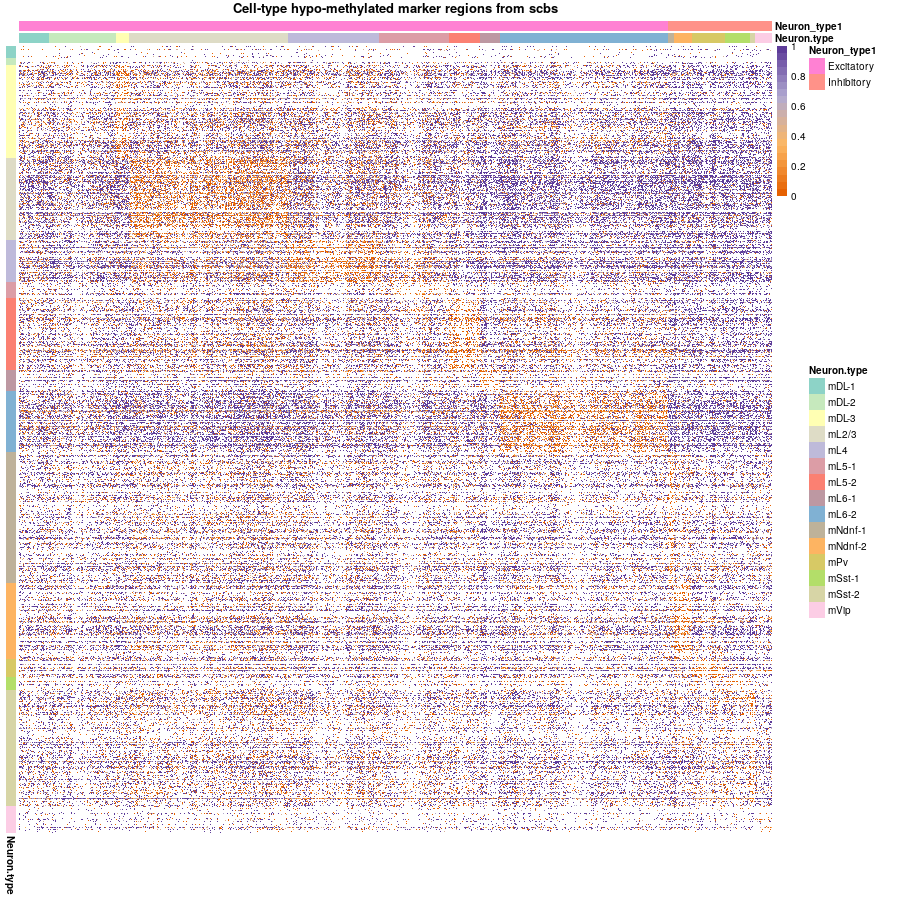 Cell-type hypo-methylated marker regions from scbs
Neuron_type1
Neuron.type
1
0.8
0.6
0.4
0.2
0
Neuron_type1
Excitatory
Inhibitory
Neuron.type
mDL-1
mDL-2
mDL-3
mL2/3
mL4
mL5-1
mL5-2
mL6-1
mL6-2
mNdnf-1
mNdnf-2
mPv
mSst-1
mSst-2
mVip
Neuron.type